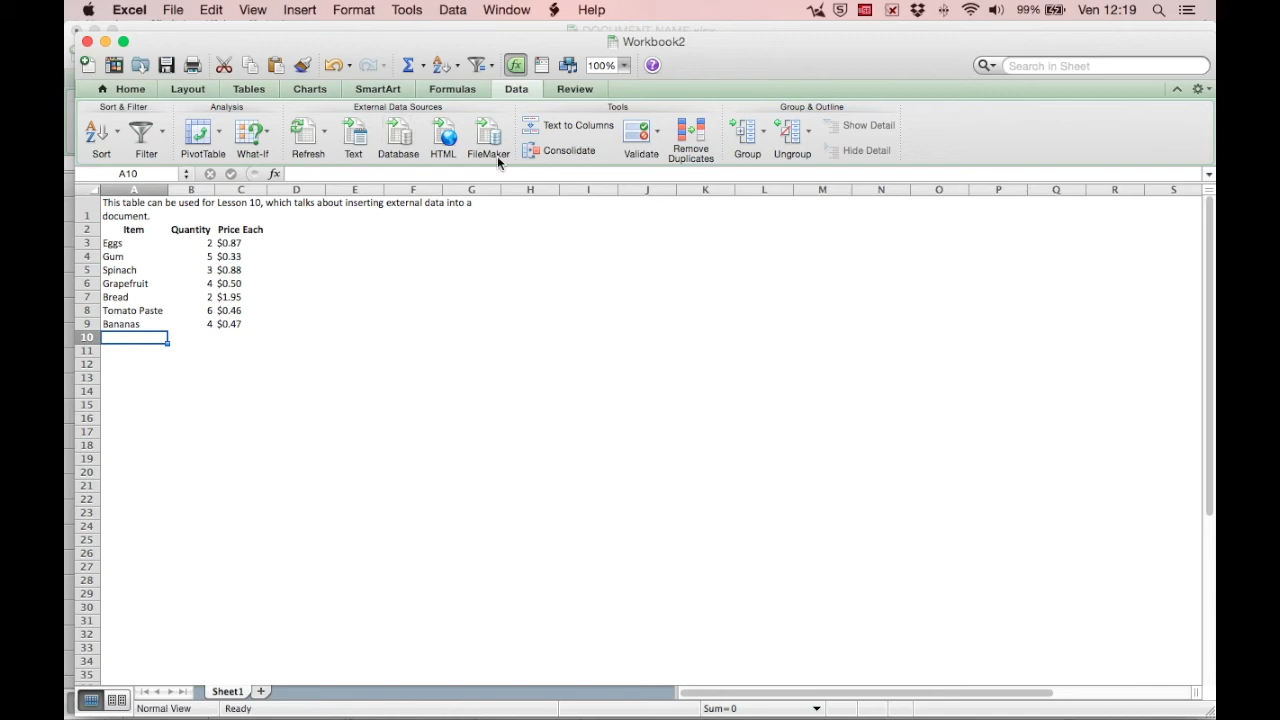 Excel File Edit View Insert Format Tools Data Window Help 99% Ven 12:19
Workbook2
100% Search in Sheet
Home Layout Tables Charts SmartArt Formulas Data Review
Sort & Filter Analysis External Data Sources Tools Group & Outline
Text to Columns Show Detail
Consolidate Hide Detail
Sort Filter PivotTable What-If Refresh Text Database HTML FileMaker Validate Remove Duplicates Group Ungroup
A10 fx
A B C D E F G H I J K L M N O P Q R S
This table can be used for Lesson 10, which talks about inserting external data into a
1 document.
2 Item Quantity Price Each
3 Eggs 2 $0.87
4 Gum 5 $0.33
5 Spinach 3 $0.88
6 Grapefruit 4 $0.50
7 Bread 2 $1.95
8 Tomato Paste 6 $0.46
9 Bananas 4 $0.47
10
11
12
13
14
15
16
17
18
19
20
21
22
23
24
25
26
27
28
29
30
31
32
33
34
35
Sheet1
Normal View Ready Sum=0